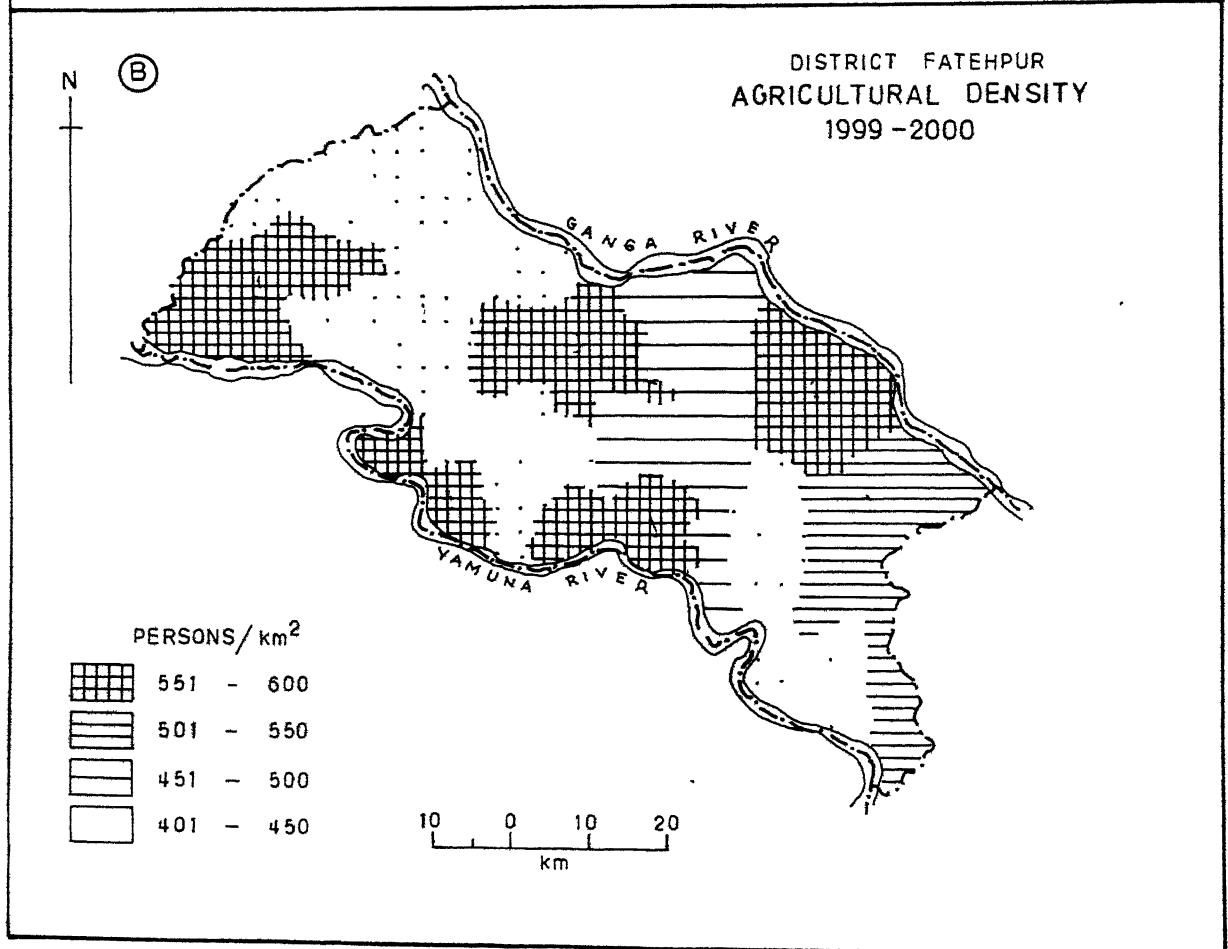 DISTRICT FATEHPUR
AGRICULTURAL DENSITY
1999-2000
N
B
GANGA RIVER
YAMUNA RIVER
PERSONS/km²
551 - 600
501 - 550
451 - 500
401 - 450
10 0 10 20
km